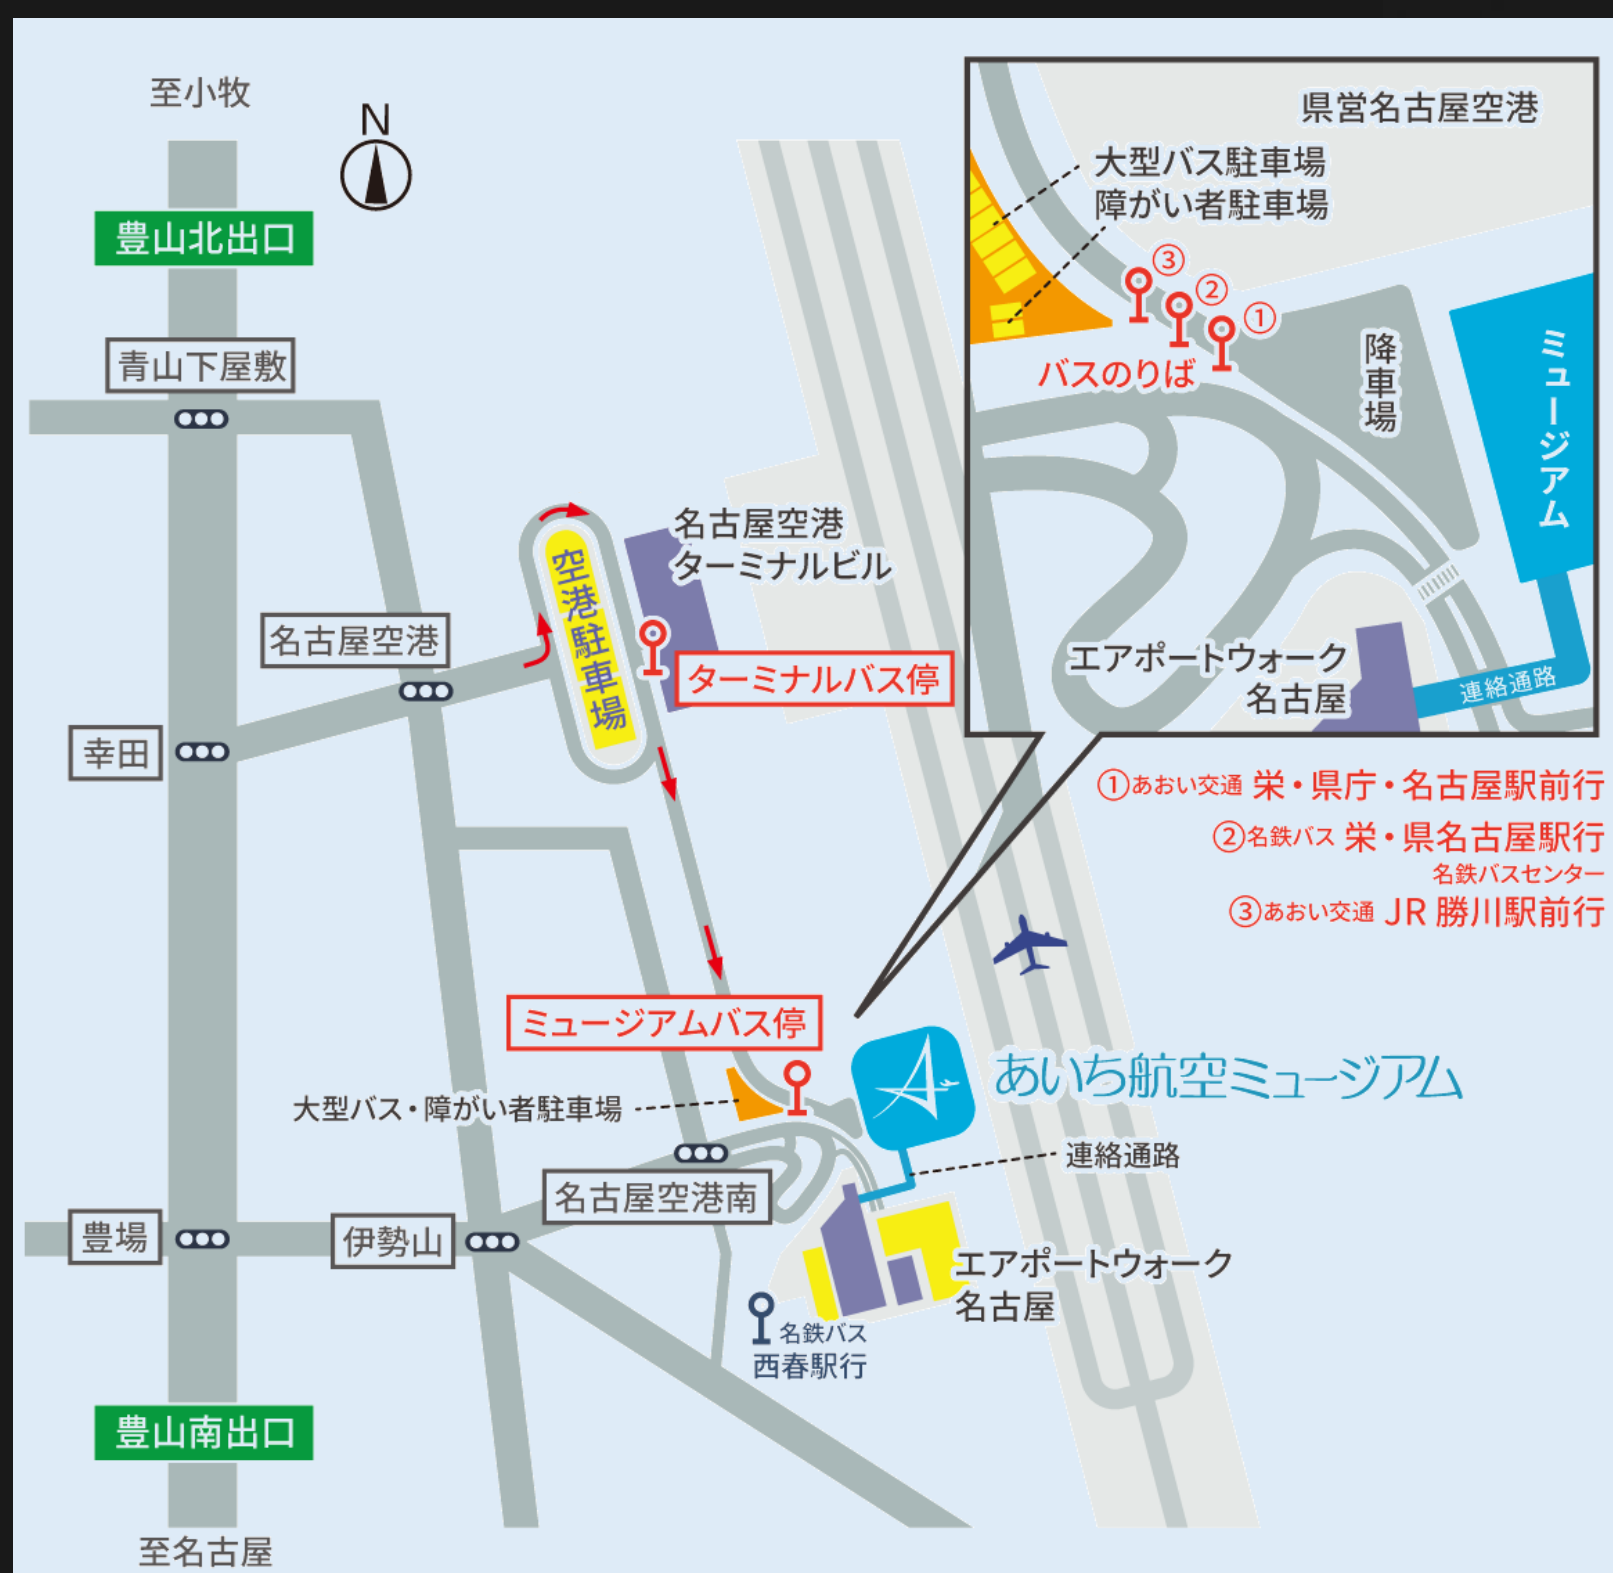 至小牧
N
豊山北出口
青山下屋敷
名古屋空港
幸田
空港駐車場
名古屋空港
ターミナルビル
ターミナルバス停
県営名古屋空港
大型バス駐車場
障がい者駐車場
③
②
①
バスのりば
降車場
ミュージアム
エアポートウォーク
名古屋
連絡通路
①あおい交通 栄・県庁・名古屋駅前行
②名鉄バス 栄・県名古屋駅行
名鉄バスセンター
③あおい交通 JR 勝川駅前行
ミュージアムバス停
大型バス・障がい者駐車場
あいち航空ミュージアム
連絡通路
名古屋空港南
豊場
伊勢山
エアポートウォーク
名古屋
名鉄バス
西春駅行
豊山南出口
至名古屋